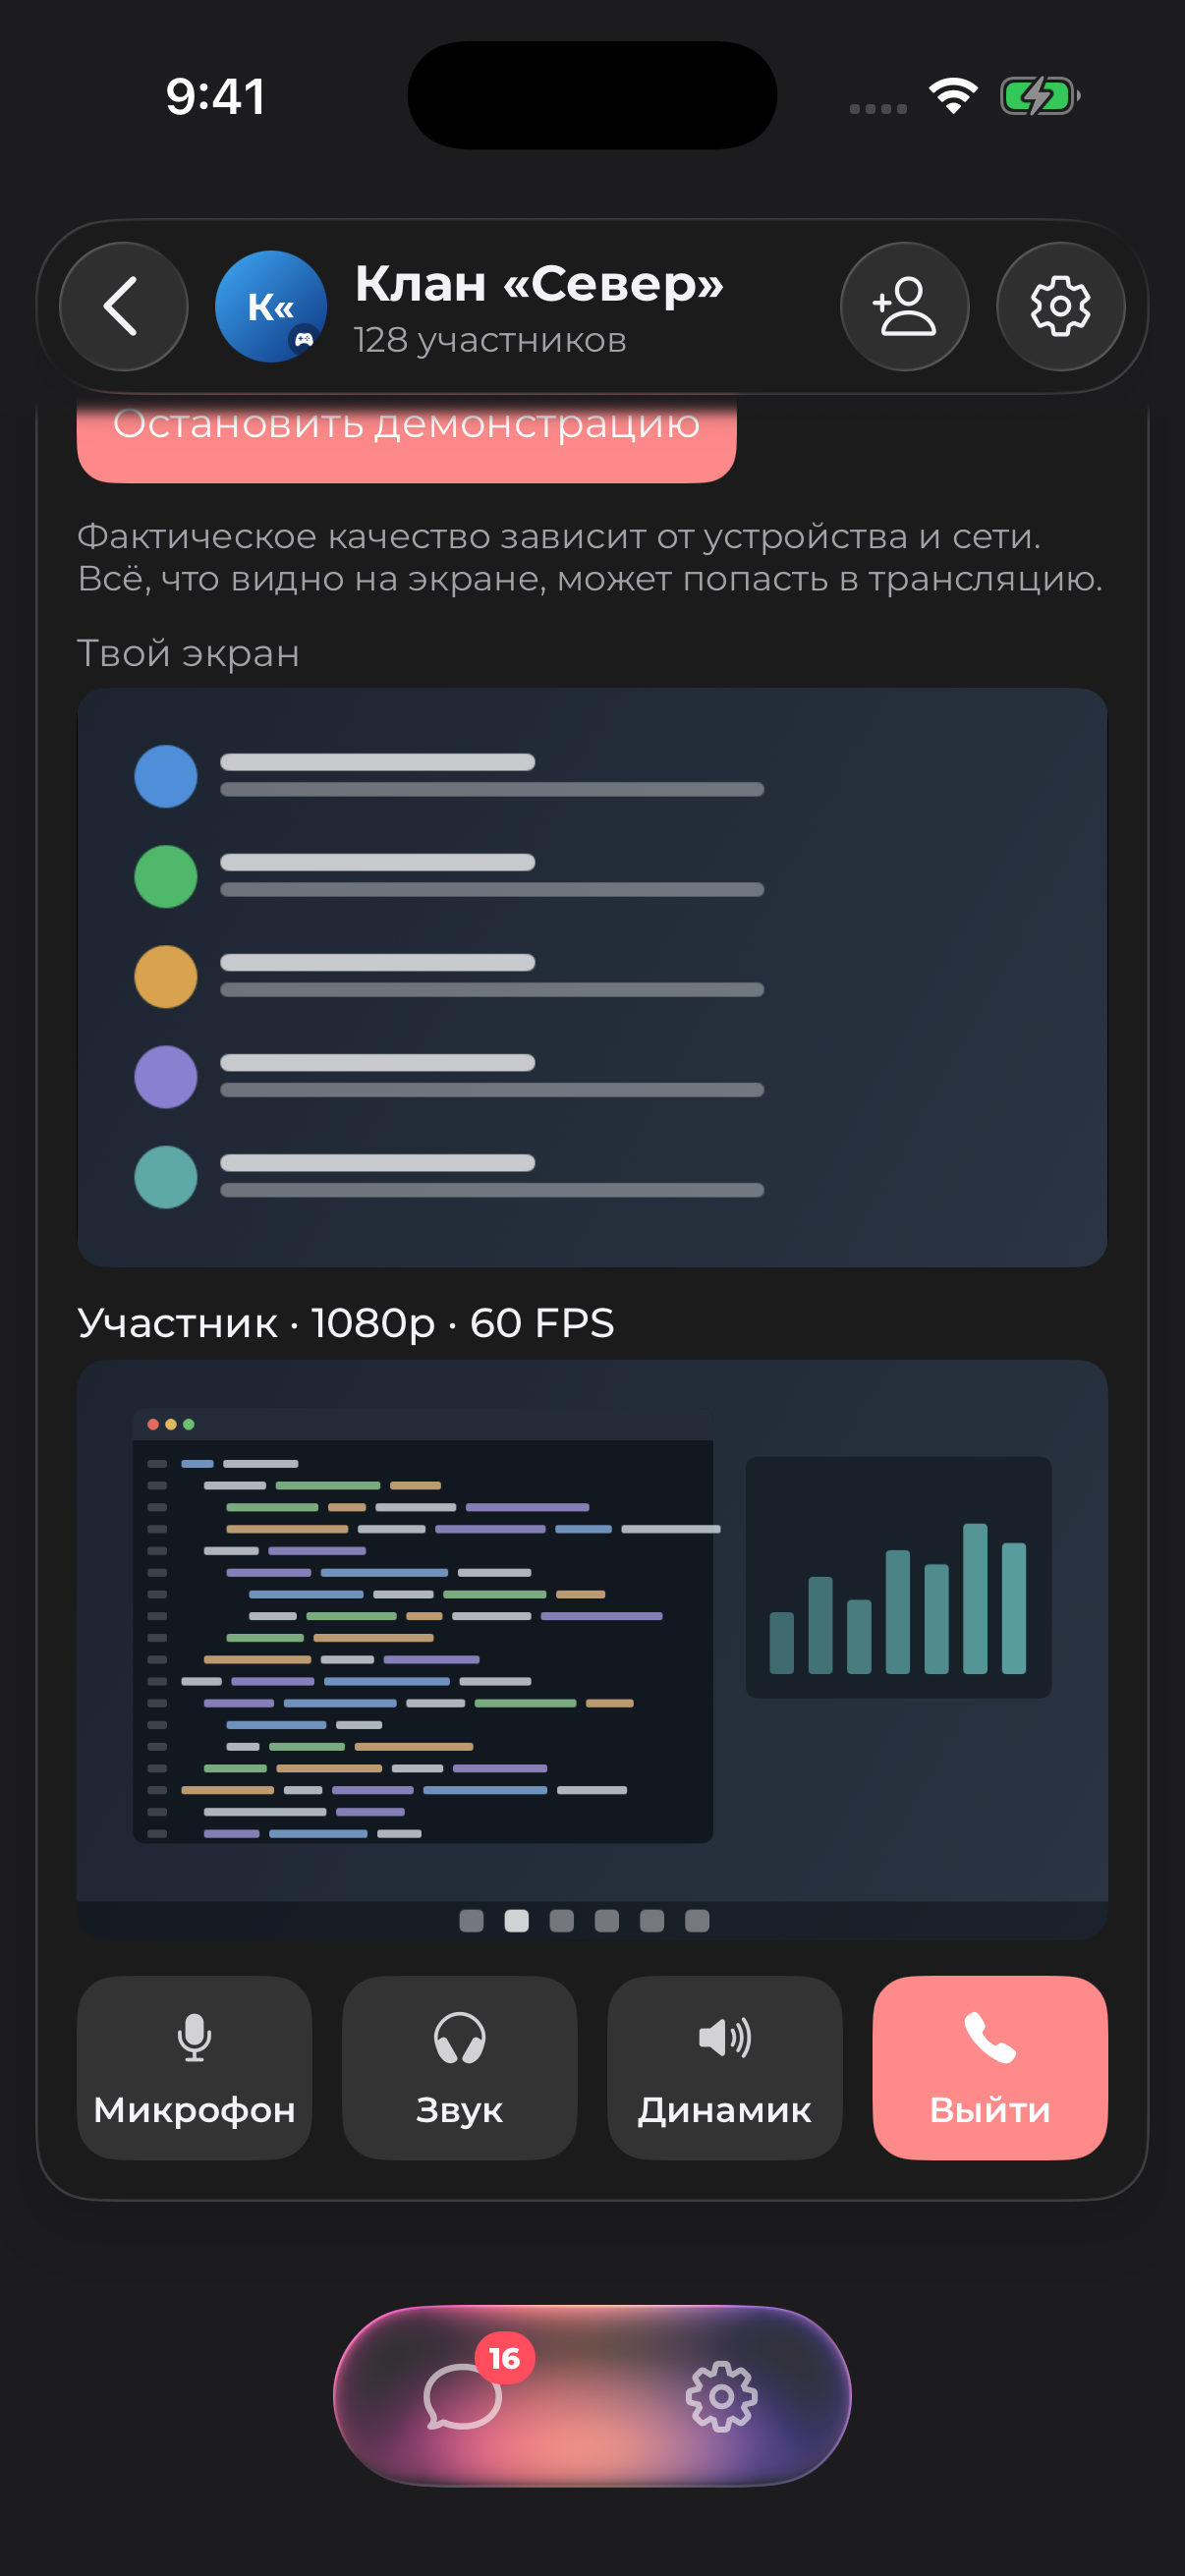 9:41
К«
Клан «Север»
128 участников
Остановить демонстрацию
Фактическое качество зависит от устройства и сети.
Всё, что видно на экране, может попасть в трансляцию.
Твой экран
Участник · 1080p · 60 FPS
Микрофон
Звук
Динамик
Выйти
16